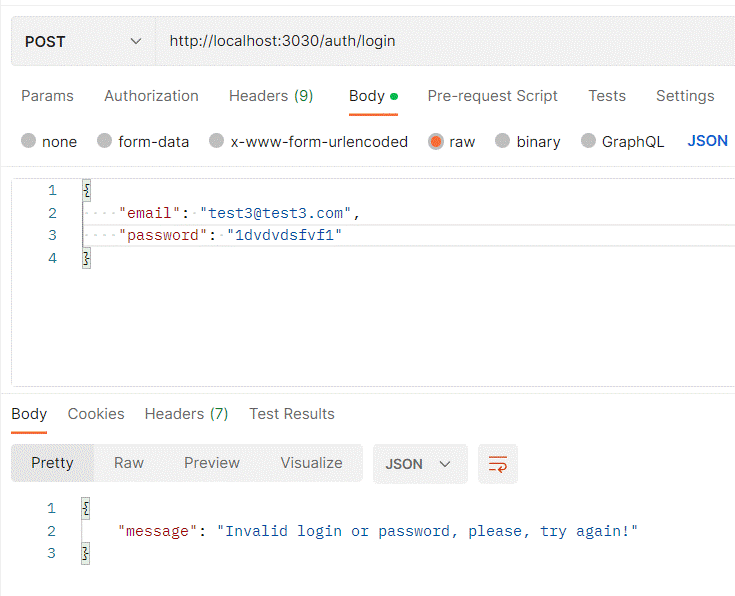 POST http://localhost:3030/auth/login
Params Authorization Headers (9) Body Pre-request Script Tests Settings
none form-data x-www-form-urlencoded raw binary GraphQL JSON
1 {
2 "email": "test3@test3.com",
3 "password": "1dvdvdsfvf1"
4 }
Body Cookies Headers (7) Test Results
Pretty Raw Preview Visualize JSON
1 {
2 "message": "Invalid login or password, please, try again!"
3 }